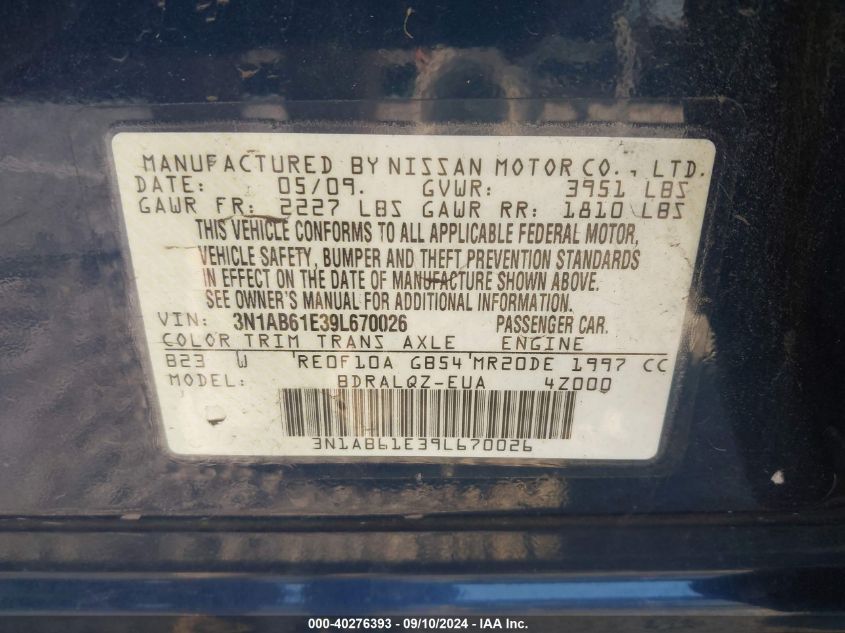 MANUFACTURED BY NISSAN MOTOR CO., LTD.
DATE: 05/09. GVWR: 3951 LBS
GAWR FR: 2227 LBS GAWR RR: 1810 LBS
THIS VEHICLE CONFORMS TO ALL APPLICABLE FEDERAL MOTOR,
VEHICLE SAFETY, BUMPER AND THEFT PREVENTION STANDARDS
IN EFFECT ON THE DATE OF MANUFACTURE SHOWN ABOVE.
SEE OWNER'S MANUAL FOR ADDITIONAL INFORMATION.
VIN: 3N1AB61E39L670026 PASSENGER CAR.
COLOR TRIM TRANS AXLE ENGINE
B23 W RE0F10A GB54 MR20DE 1997 CC
MODEL: BDRALQZ-EUA 4Z000
3N1AB61E39L670026
000-40276393 - 09/10/2024 - IAA Inc.